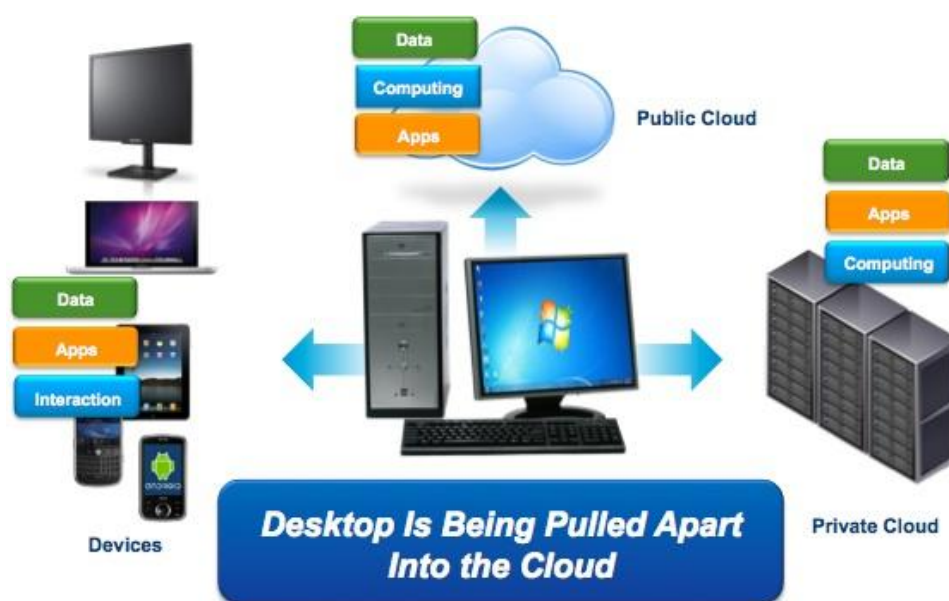 Data
Computing
Apps
Public Cloud
Data
Apps
Computing
Data
Apps
Interaction
ANDROID
Devices
Private Cloud
Desktop Is Being Pulled Apart
Into the Cloud